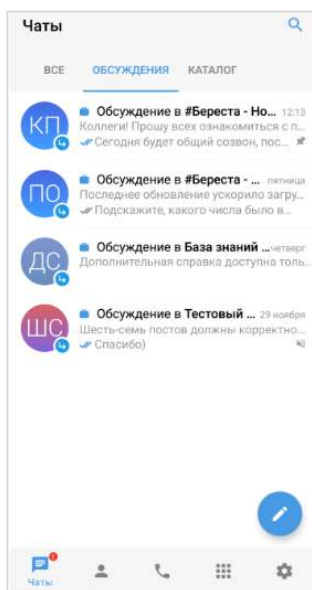 Чаты
ВСЕ ОБСУЖДЕНИЯ КАТАЛОГ
КП
Обсуждение в #Береста - Но... 12:13
Коллеги! Прошу всех ознакомиться с п...
Сегодня будет общий созвон, пос...
ПО
Обсуждение в #Береста - ... пятница
Последнее обновление ускорило загру...
Подскажите, какого числа было в...
ДС
Обсуждение в База знаний ...четверг
Дополнительная справка доступна толь...
ШС
Обсуждение в Тестовый ... 29 ноября
Шесть-семь постов должны корректно...
Спасибо)
Чаты